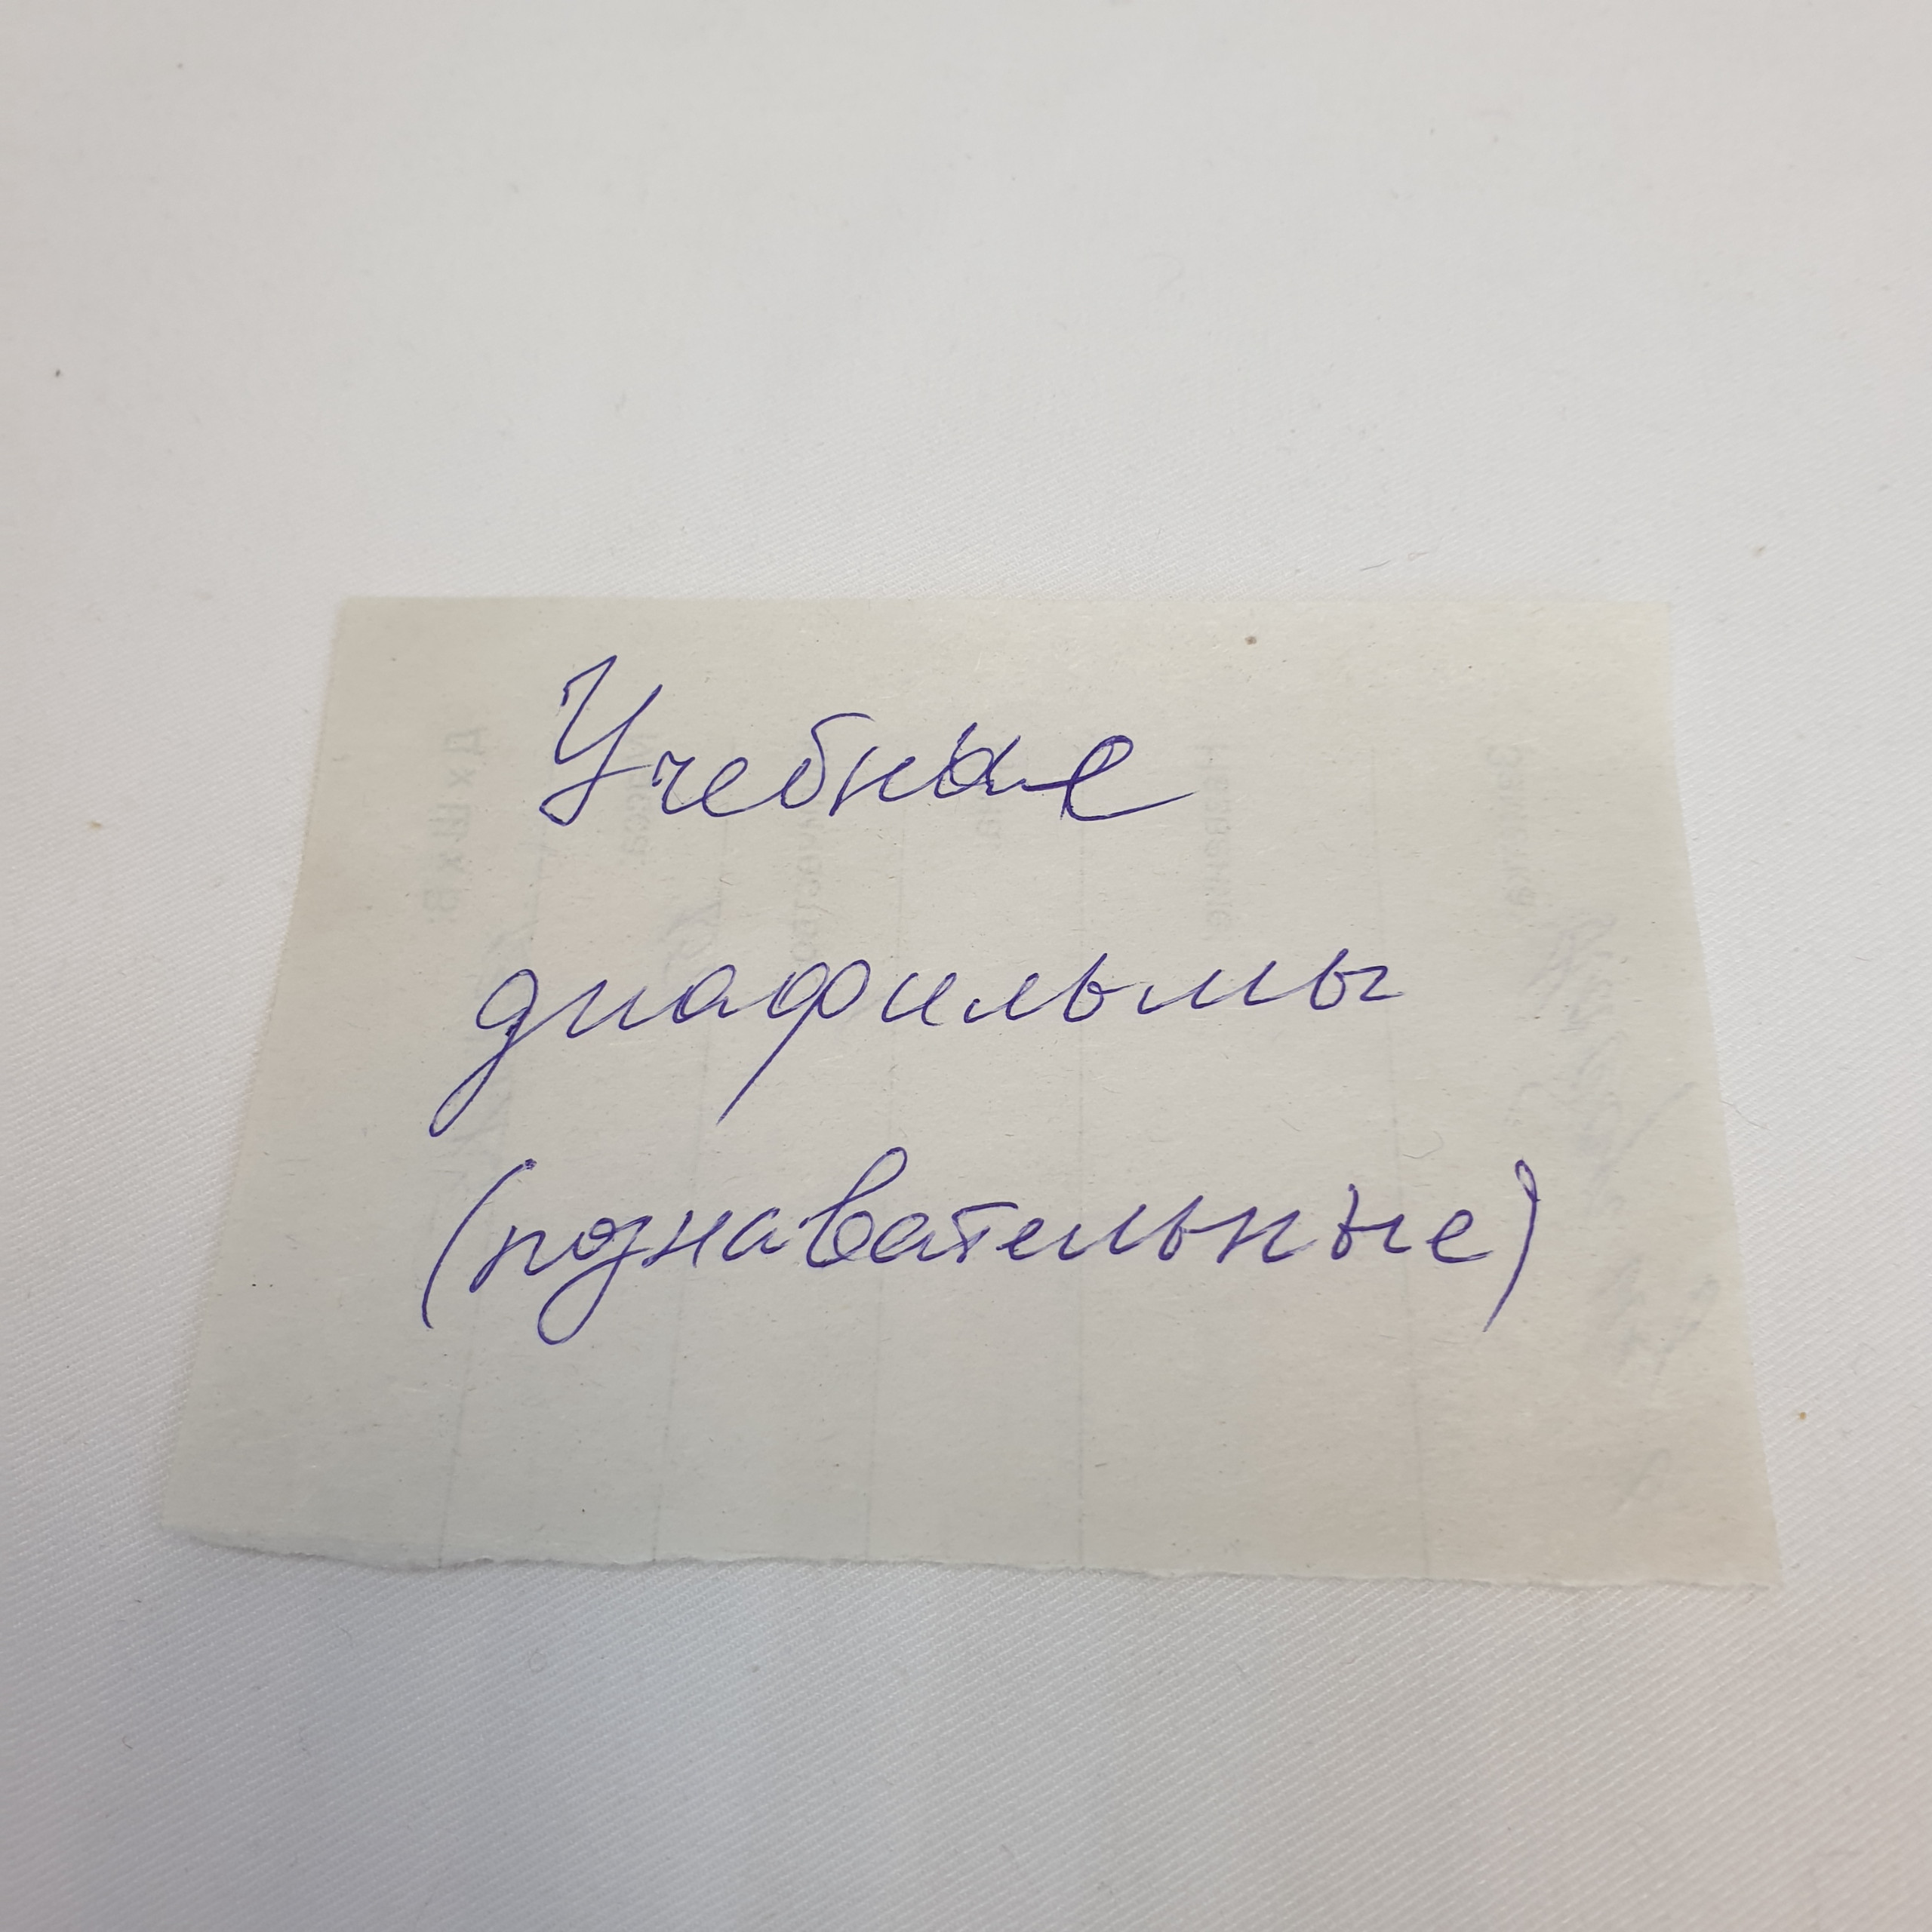 Учебные
диафильмы
(познавательные)